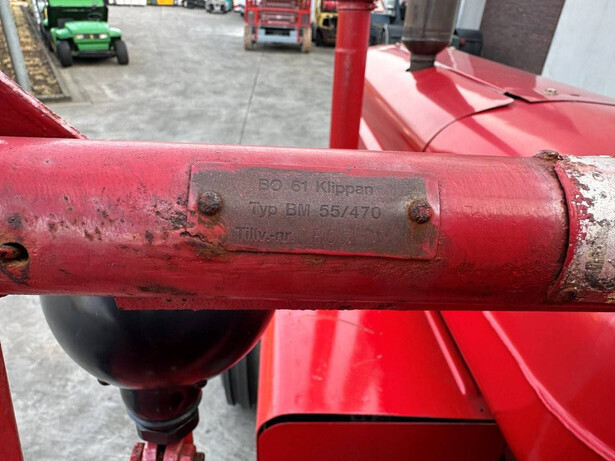 BO 61 Klippan
Typ BM 55/470
Tillv.-nr.